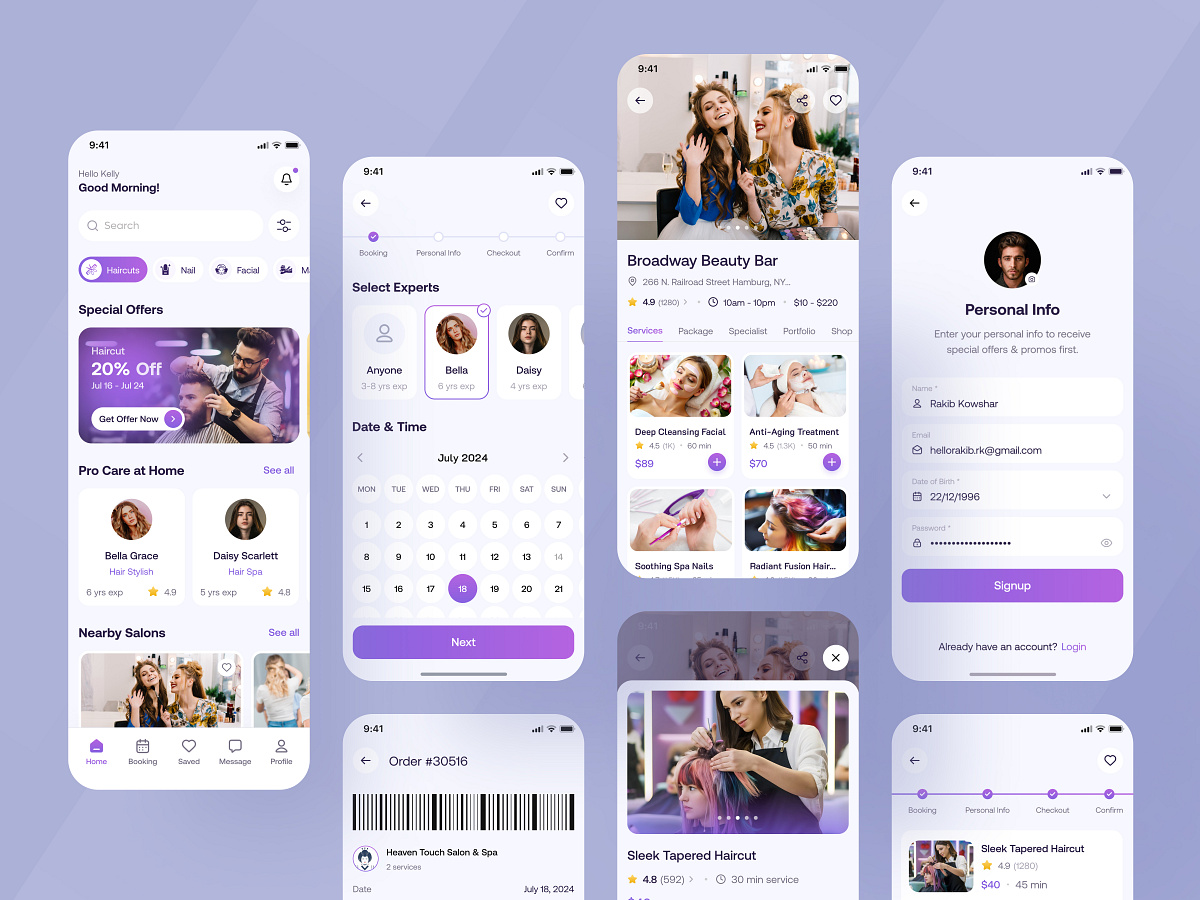 9:41
Hello Kelly
Good Morning!
Search
Haircuts
Nail
Facial
Special Offers
Haircut
20% Off
Jul 16 - Jul 24
Get Offer Now
Pro Care at Home
See all
Bella Grace
Hair Stylish
6 yrs exp
4.9
Daisy Scarlett
Hair Spa
5 yrs exp
4.8
Nearby Salons
See all
Home
Booking
Saved
Message
Profile
9:41
Booking
Personal Info
Checkout
Confirm
Select Experts
Anyone
3-8 yrs exp
Bella
6 yrs exp
Daisy
4 yrs exp
Date & Time
July 2024
MON TUE WED THU FRI SAT SUN
1 2 3 4 5 6 7
8 9 10 11 12 13 14
15 16 17 18 19 20 21
Next
9:41
Order #30516
Heaven Touch Salon & Spa
2 services
Date
July 18, 2024
9:41
Broadway Beauty Bar
266 N. Railroad Street Hamburg, NY...
4.9 (1280)
10am - 10pm
$10 - $220
Services
Package
Specialist
Portfolio
Shop
Deep Cleansing Facial
4.5 (1K) • 60 min
$89
Anti-Aging Treatment
4.5 (1.3K) • 50 min
$70
Soothing Spa Nails
Radiant Fusion Hair...
9:41
Sleek Tapered Haircut
4.8 (592)
30 min service
9:41
Personal Info
Enter your personal info to receive
special offers & promos first.
Name *
Rakib Kowshar
Email
hellorakib.rk@gmail.com
Date of Birth *
22/12/1996
Password *
Signup
Already have an account? Login
9:41
Booking
Personal Info
Checkout
Confirm
Sleek Tapered Haircut
4.9 (1280)
$40 • 45 min